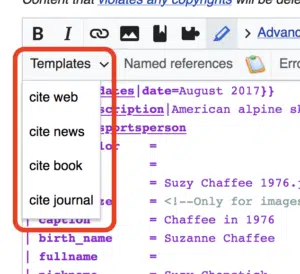 Content that violates any copyrights will be dele
B I Advanc
Templates Named references
dates|date=August 2017}}
cite web
scription|American alpine sk
sportsperson
cite news
lor =
=
cite book
= Suzy Chaffee 1976.j
= <!--Only for images
cite journal
| caption = Chaffee in 1976
| birth_name = Suzanne Chaffee
| fullname =